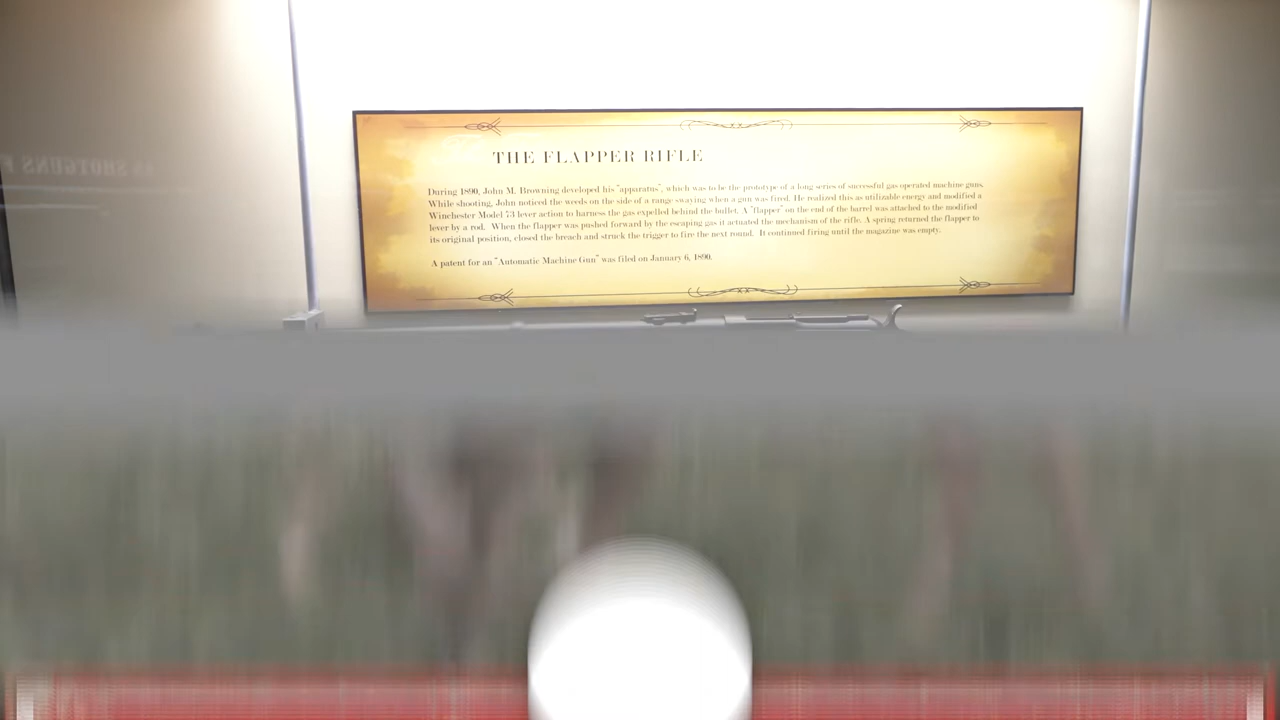 THE FLAPPER RIFLE
During 1890, John M. Browning developed his "apparatus", which was to be the prototype of a long series of successful gas operated machine guns.
While shooting, John noticed the weeds on the side of a range swaying when a gun was fired. He realized this as utilizable energy and modified a
Winchester Model '73 lever action to harness the gas expelled behind the bullet. A "flapper" on the end of the barrel was attached to the modified
lever by a rod. When the flapper was pushed forward by the escaping gas it actuated the mechanism of the rifle. A spring returned the flapper to
its original position, closed the breach and struck the trigger to fire the next round. It continued firing until the magazine was empty.
A patent for an "Automatic Machine Gun" was filed on January 6, 1890.
SHOTGUNS